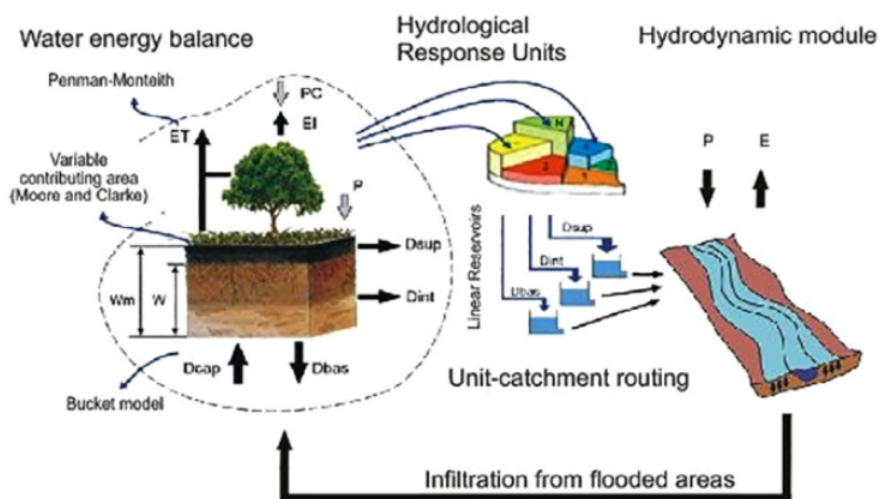 Water energy balance
Penman-Monteith
ET
PC
EI
Variable
contributing area
(Moore and Clarke)
P
Dsup
Dint
Wm
W
Dcap
Dbas
Bucket model
Hydrological
Response Units
Linear Reservoirs
Dsup
Dint
Dbas
Unit-catchment routing
Hydrodynamic module
P
E
Infiltration from flooded areas